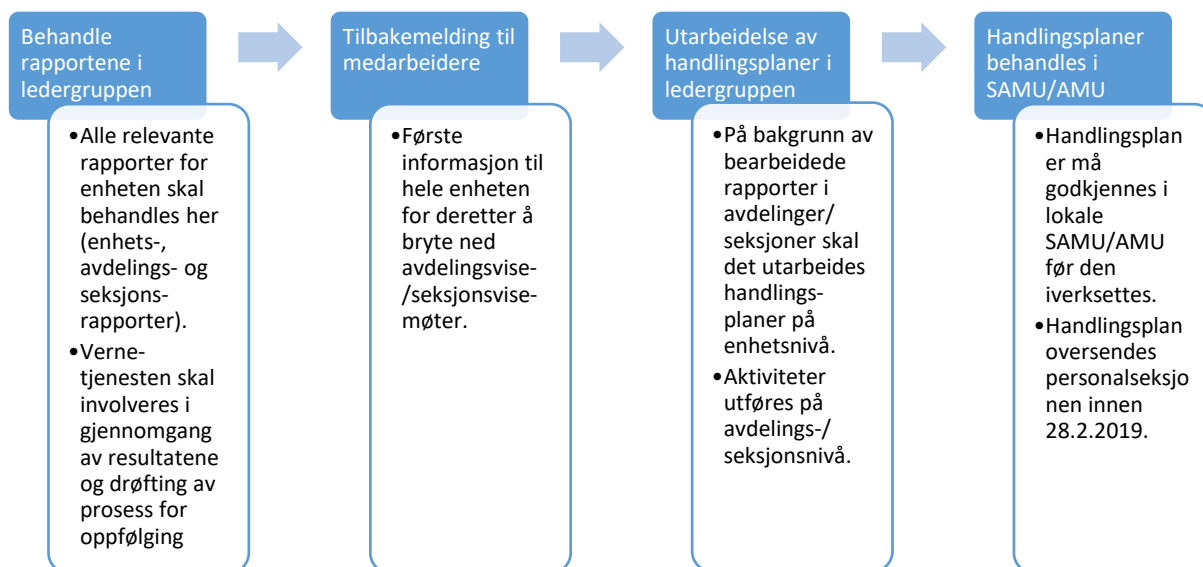 Behandle
rapportene i
ledergruppen
•Alle relevante
rapporter for
enheten skal
behandles her
(enhets-,
avdelings- og
seksjons-
rapporter).
•Verne-
tjenesten skal
involveres i
gjennomgang
av resultatene
og drøfting av
prosess for
oppfølging
Tilbakemelding til
medarbeidere
•Første
informasjon til
hele enheten
for deretter å
bryte ned
avdelingsvise-
/seksjonsvise-
møter.
Utarbeidelse av
handlingsplaner i
ledergruppen
•På bakgrunn av
bearbeidede
rapporter i
avdelinger/
seksjoner skal
det utarbeides
handlings-
planer på
enhetsnivå.
•Aktiviteter
utføres på
avdelings-/
seksjonsnivå.
Handlingsplaner
behandles i
SAMU/AMU
•Handlingsplan
er må
godkjennes i
lokale
SAMU/AMU
før den
iverksettes.
•Handlingsplan
oversendes
personalseksjo
nen innen
28.2.2019.